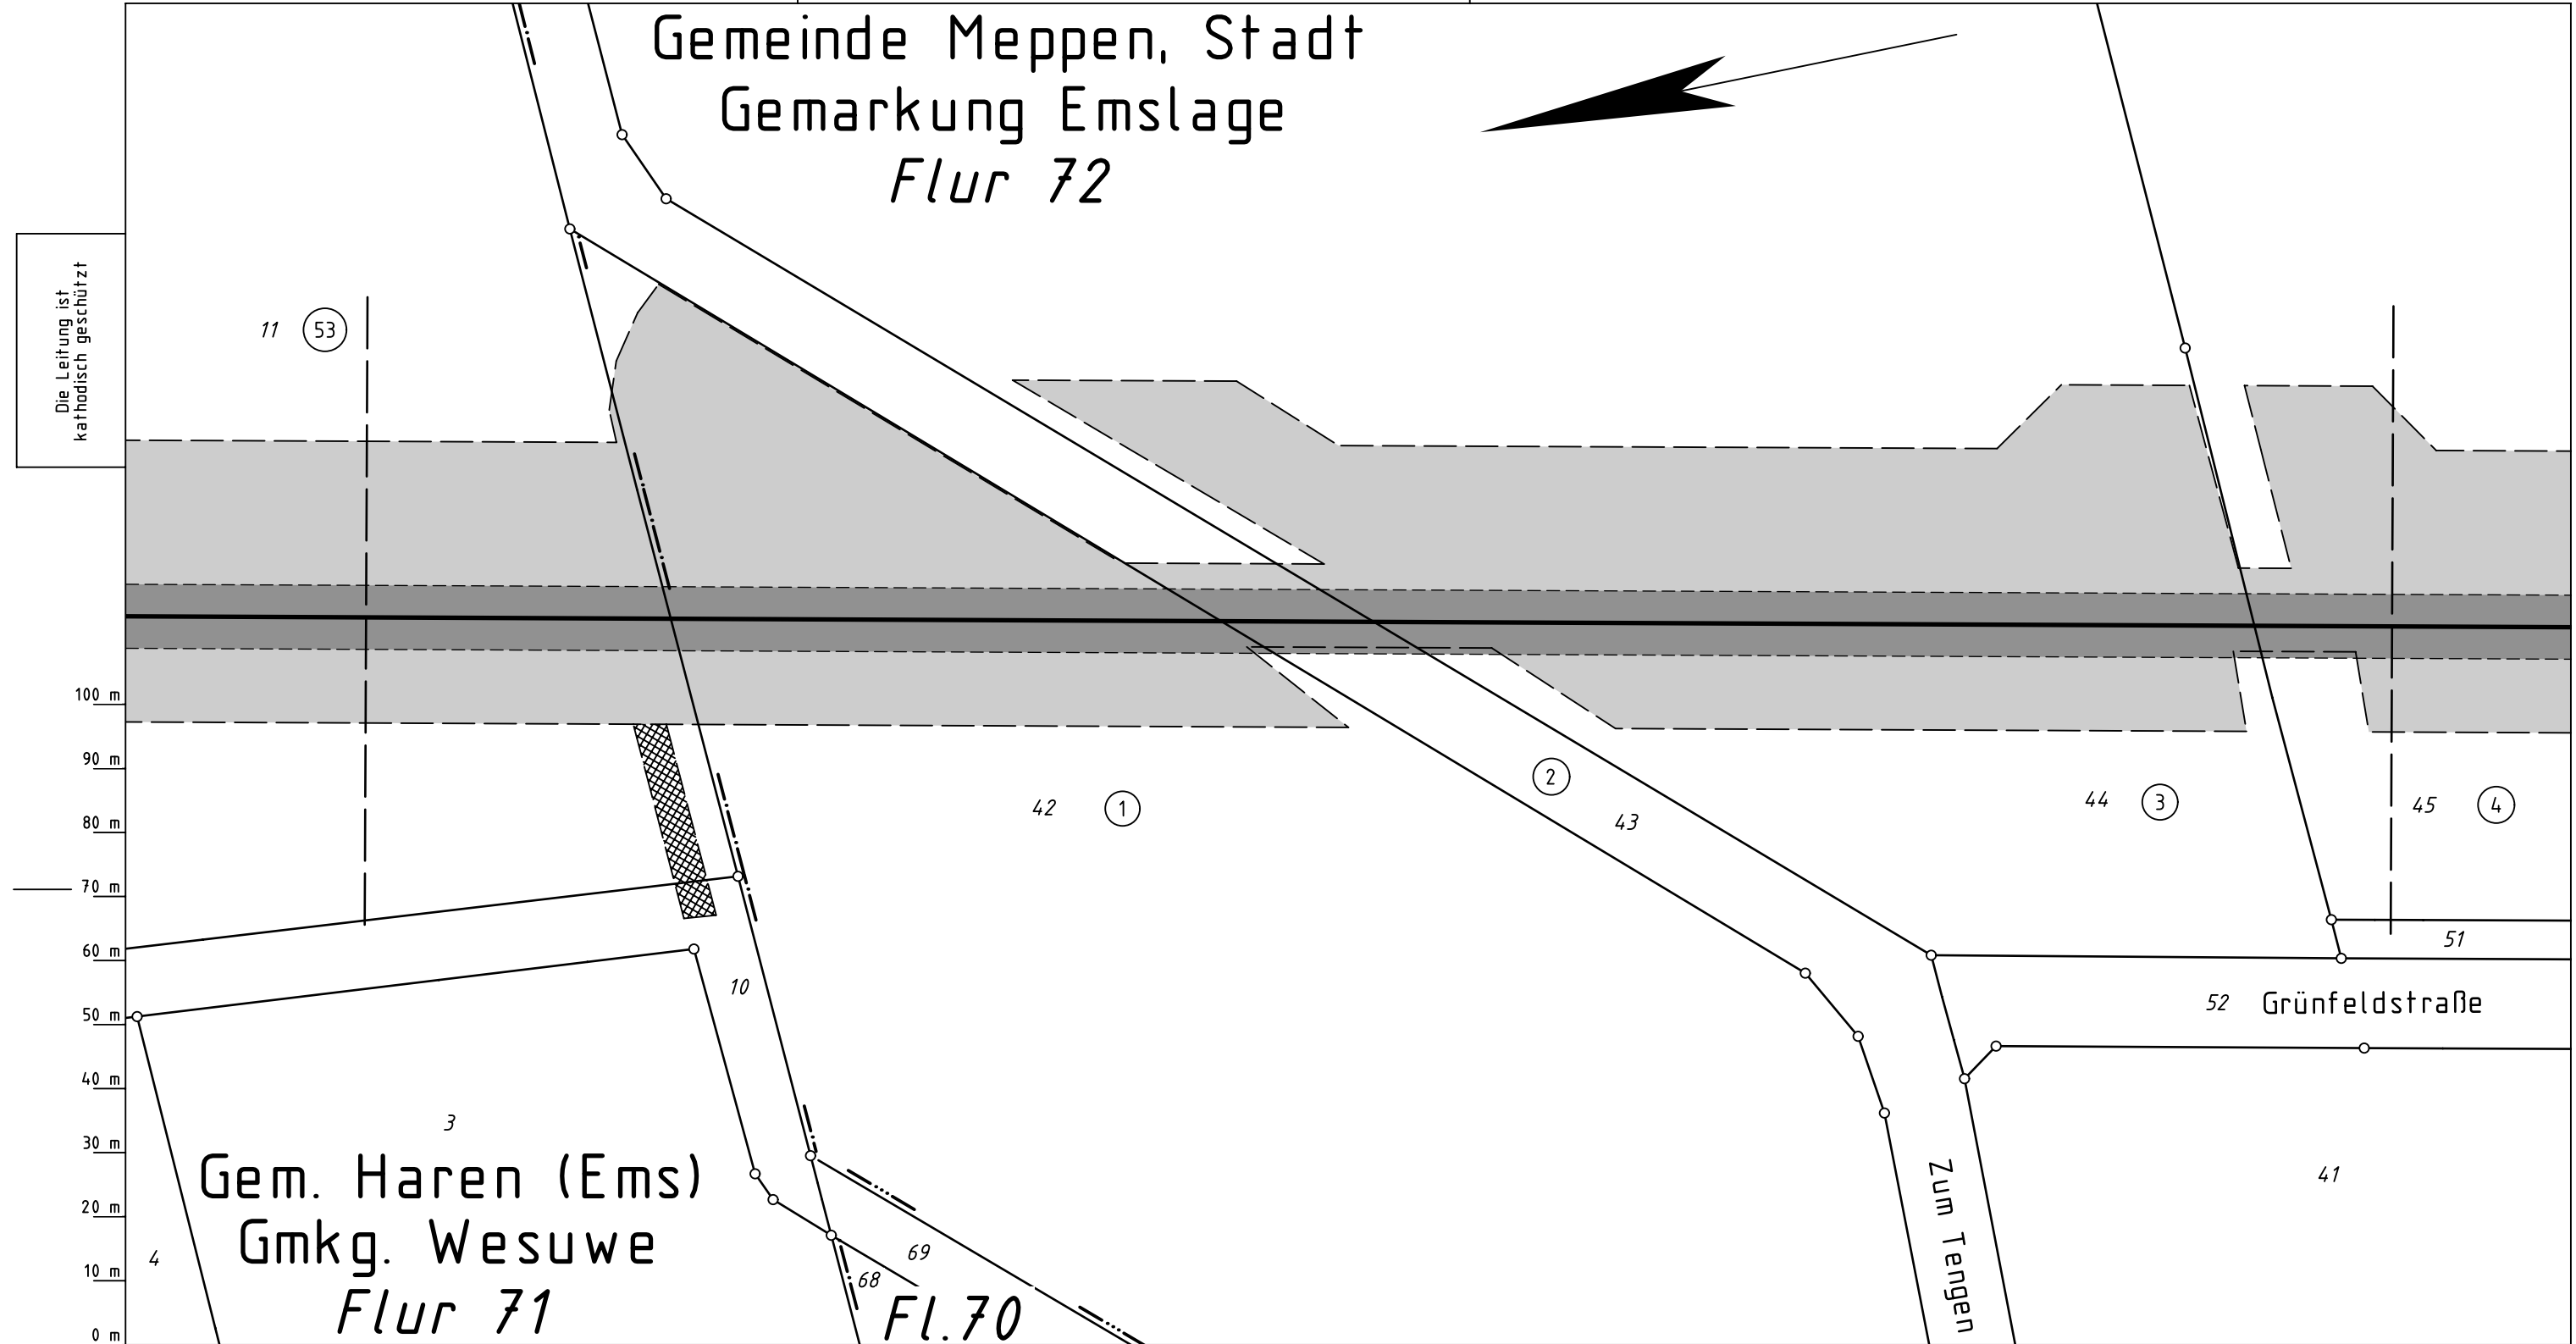 Gemeinde Meppen, Stadt
Gemarkung Emslage
Flur 72
Die Leitung ist
kathodisch geschützt
11 53
100 m
90 m
80 m
70 m
60 m
50 m
40 m
30 m
20 m
10 m
0 m
42 1
2
43
44 3
45 4
51
52 Grünfeldstraße
10
3
41
Zum Tengen
Gem. Haren (Ems)
Gmkg. Wesuwe
Flur 71
4
69
68
Fl.70